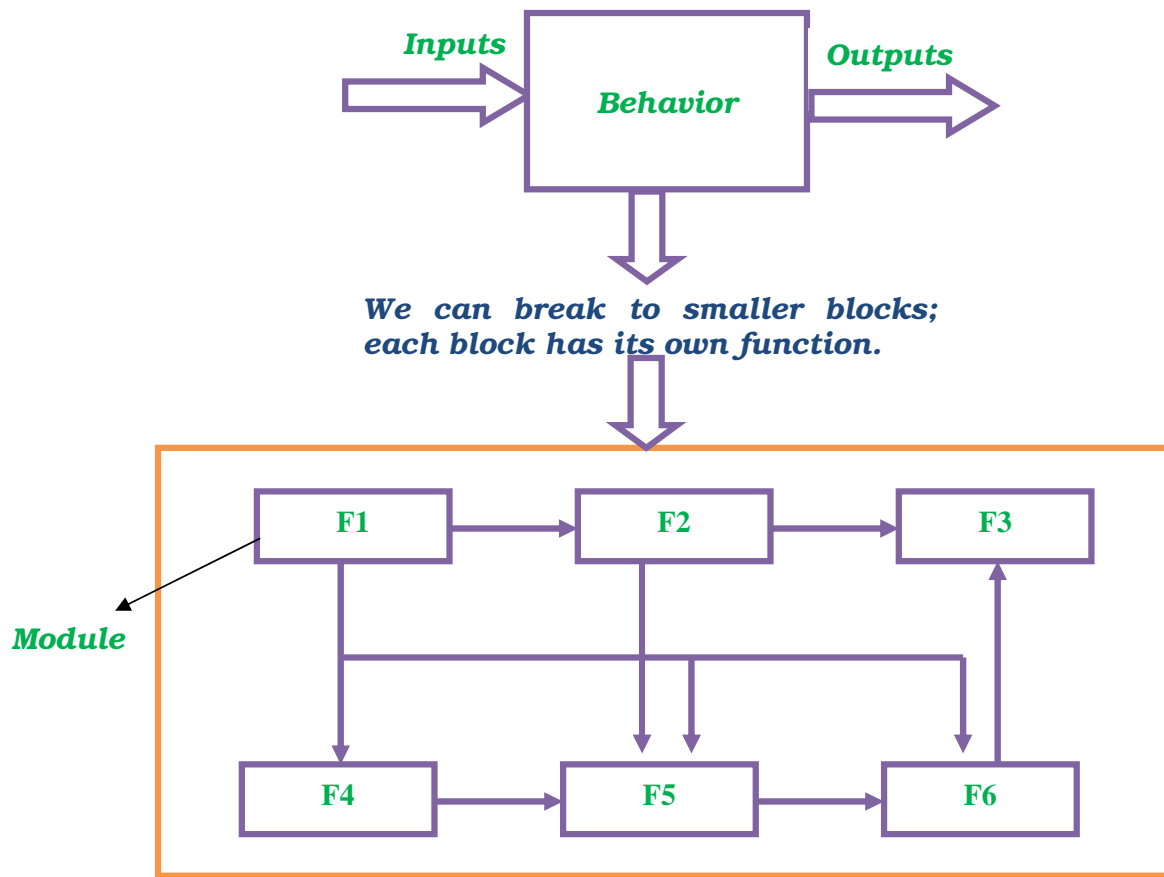 Inputs
Outputs
Behavior
We can break to smaller blocks;
each block has its own function.
F1
F2
F3
Module
F4
F5
F6